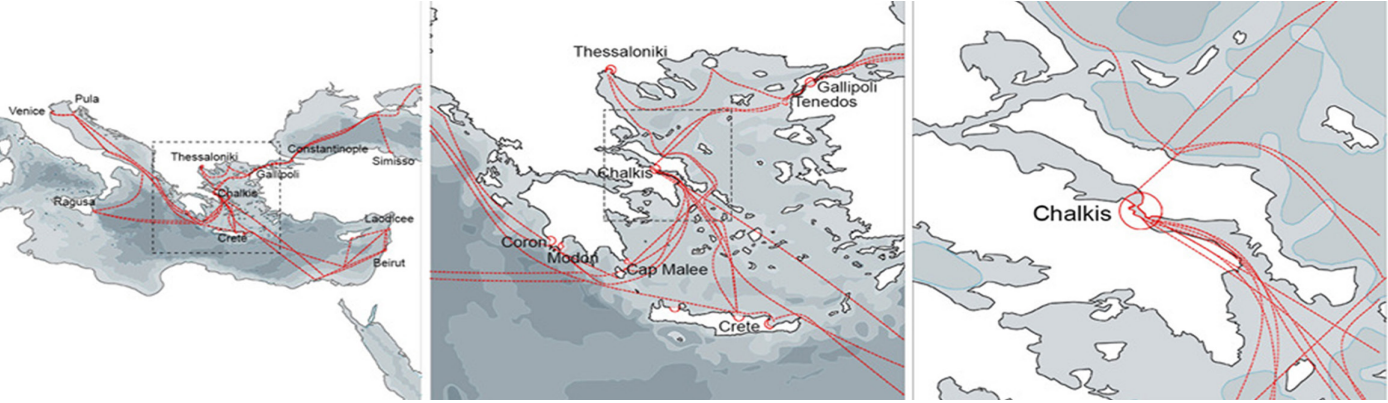 Venice
Pula
Thessaloniki
Constantinople
Simisso
Gallipoli
Chalkis
Ragusa
Crete
Laodicee
Beirut
Thessaloniki
Gallipoli
Tenedos
Chalkis
Coron
Modon
Cap Malee
Crete
Chalkis